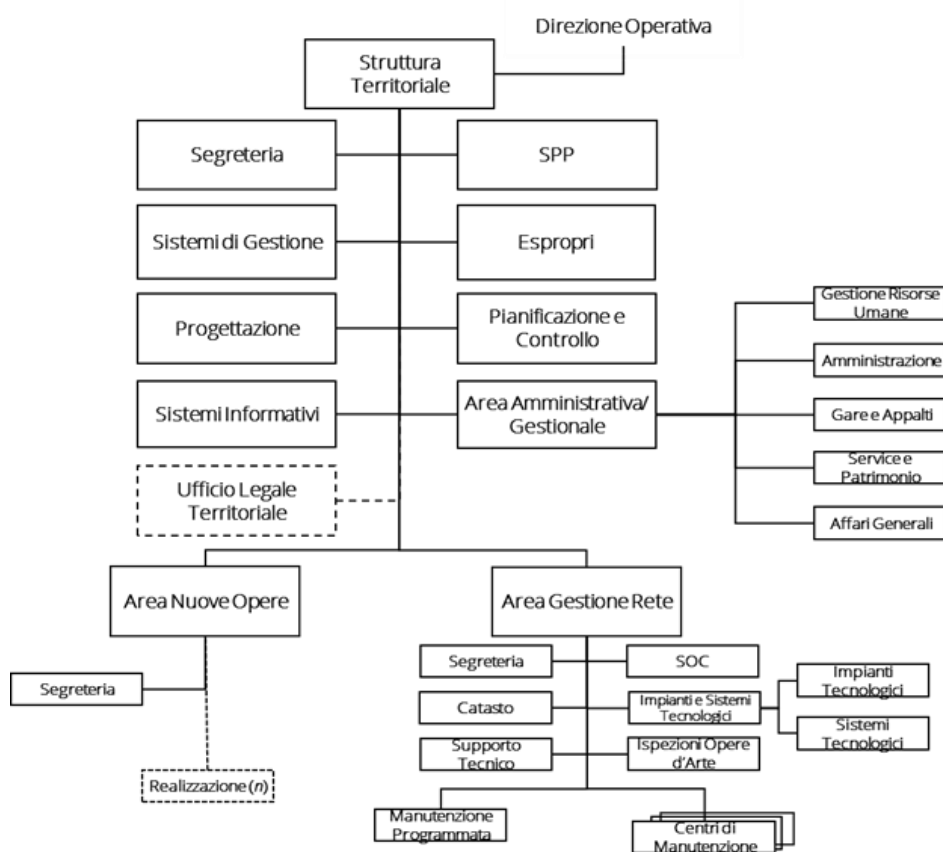 Direzione Operativa
Struttura
Territoriale
Segreteria
SPP
Sistemi di Gestione
Espropri
Progettazione
Pianificazione e
Controllo
Sistemi Informativi
Area Amministrativa/
Gestionale
Gestione Risorse
Umane
Amministrazione
Gare e Appalti
Service e
Patrimonio
Affari Generali
Ufficio Legale
Territoriale
Area Nuove Opere
Area Gestione Rete
Segreteria
Realizzazione (n)
Segreteria
SOC
Catasto
Impianti e Sistemi
Tecnologici
Impianti
Tecnologici
Sistemi
Tecnologici
Supporto
Tecnico
Ispezioni Opere
d'Arte
Manutenzione
Programmata
Centri di
Manutenzione